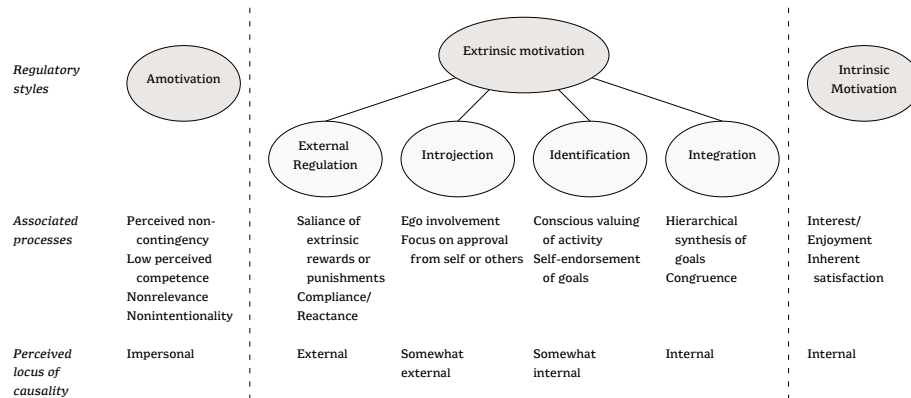 Regulatory
styles
Amotivation
Extrinsic motivation
Intrinsic
Motivation
External
Regulation
Introjection
Identification
Integration
Associated
processes
Perceived non-
contingency
Low perceived
competence
Nonrelevance
Nonintentionality
Saliance of
extrinsic
rewards or
punishments
Compliance/
Reactance
Ego involvement
Focus on approval
from self or others
Conscious valuing
of activity
Self-endorsement
of goals
Hierarchical
synthesis of
goals
Congruence
Interest/
Enjoyment
Inherent
satisfaction
Perceived
locus of
causality
Impersonal
External
Somewhat
external
Somewhat
internal
Internal
Internal